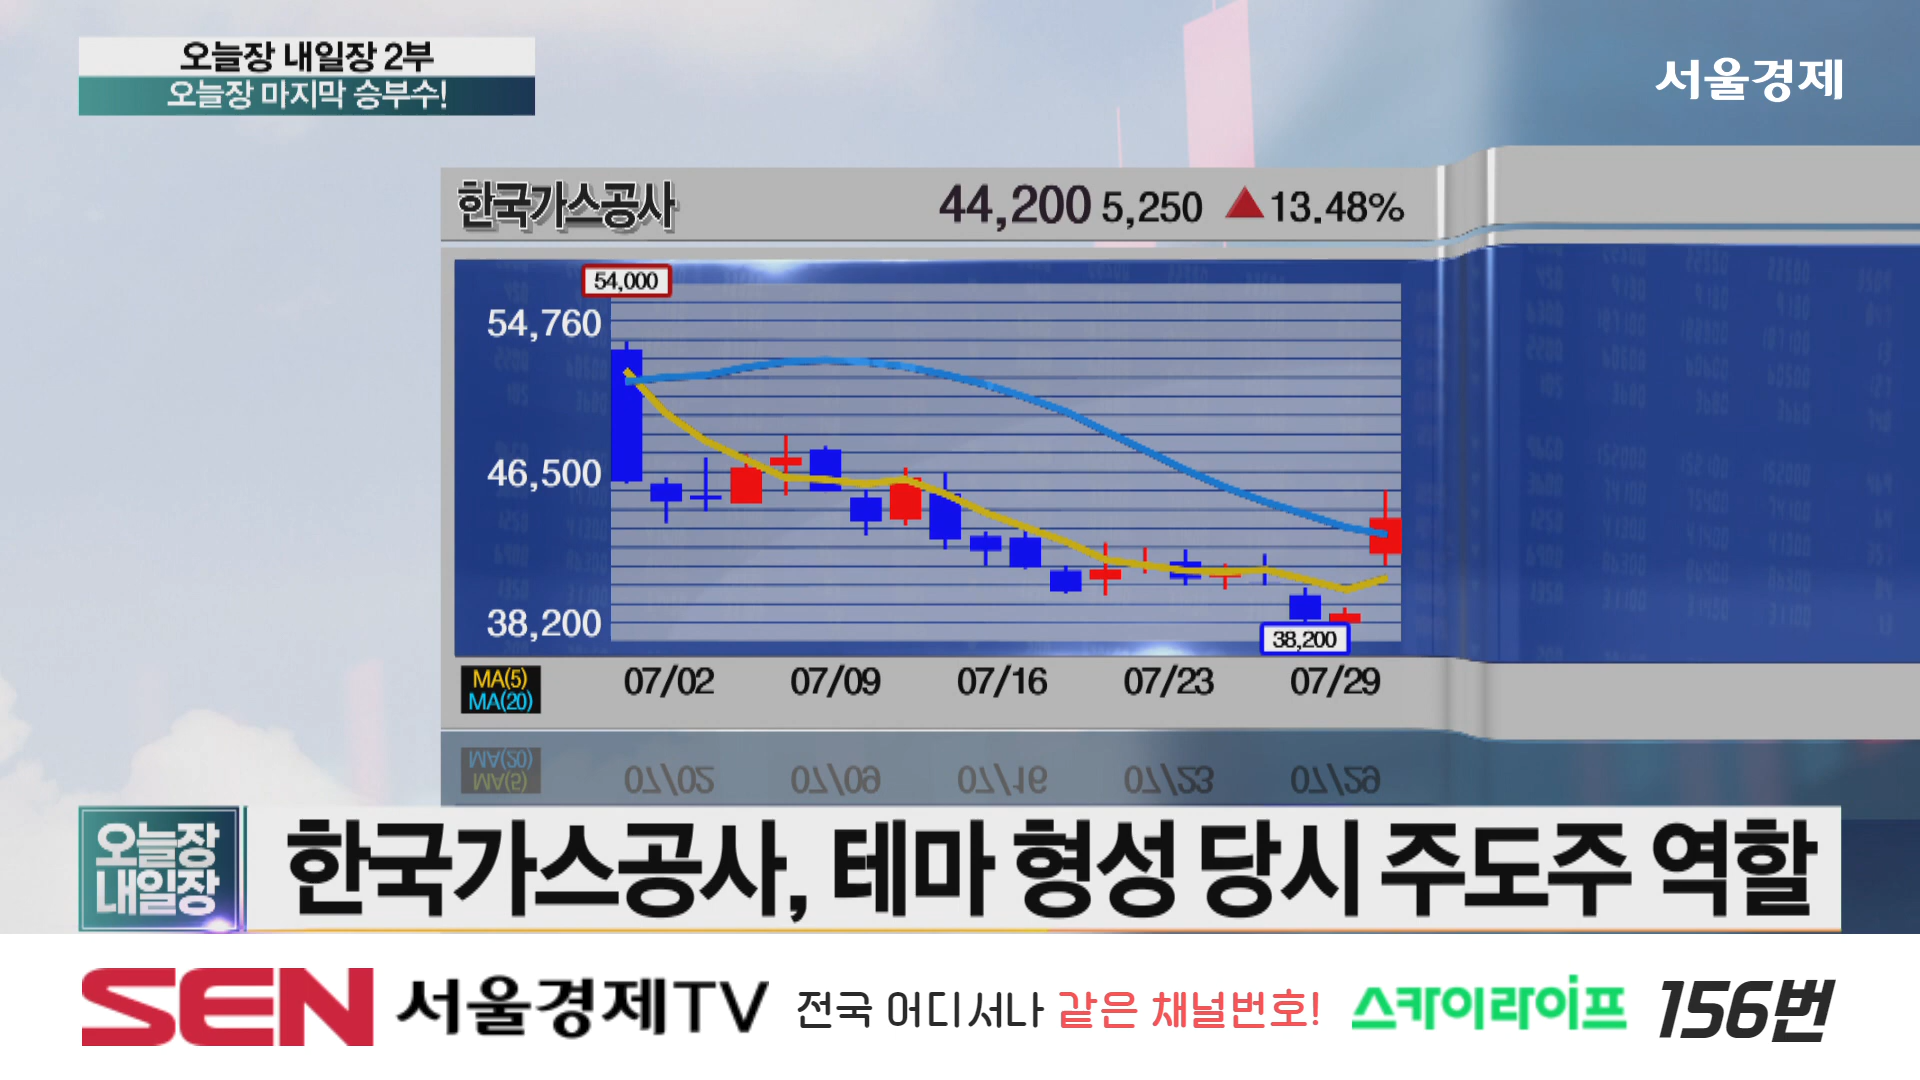 오늘장 내일장 2부
오늘장 마지막 승부수!
서울경제
한국가스공사 44,200 5,250 ▲ 13.48%
54,000
54,760
46,500
38,200
38,200
MA(5)
MA(20)
07/02 07/09 07/16 07/23 07/29
오늘장
내일장
한국가스공사, 테마 형성 당시 주도주 역할
SEN 서울경제TV 전국 어디서나 같은 채널번호! 스카이라이프 156번